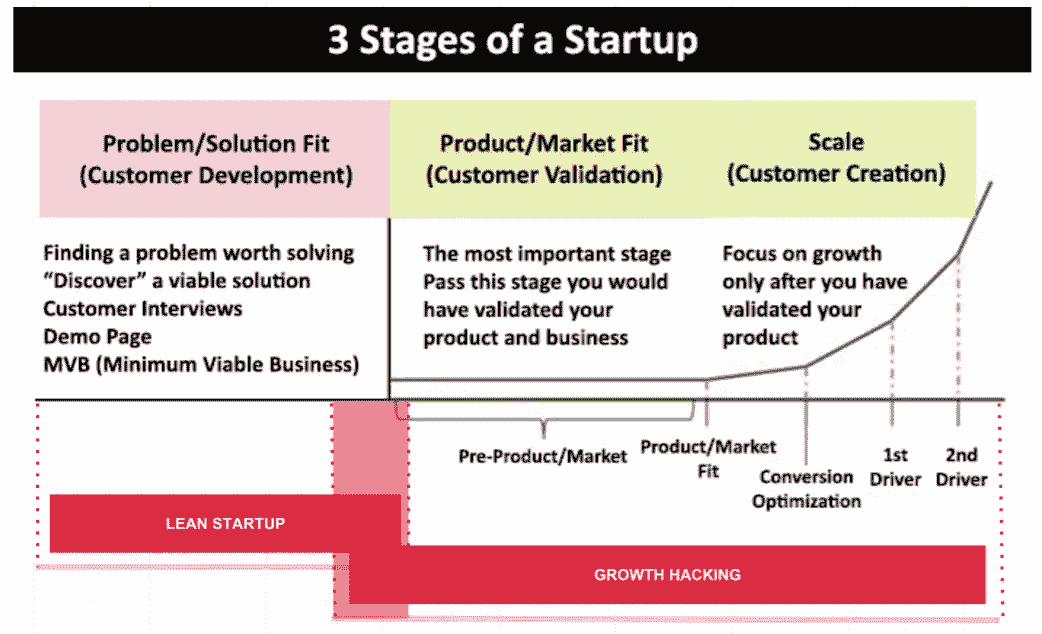 3 Stages of a Startup
Problem/Solution Fit
(Customer Development)
Product/Market Fit
(Customer Validation)
Scale
(Customer Creation)
Finding a problem worth solving
“Discover” a viable solution
Customer Interviews
Demo Page
MVB (Minimum Viable Business)
The most important stage
Pass this stage you would
have validated your
product and business
Focus on growth
only after you have
validated your
product
Pre-Product/Market
Product/Market
Fit
Conversion
Optimization
1st
Driver
2nd
Driver
LEAN STARTUP
GROWTH HACKING